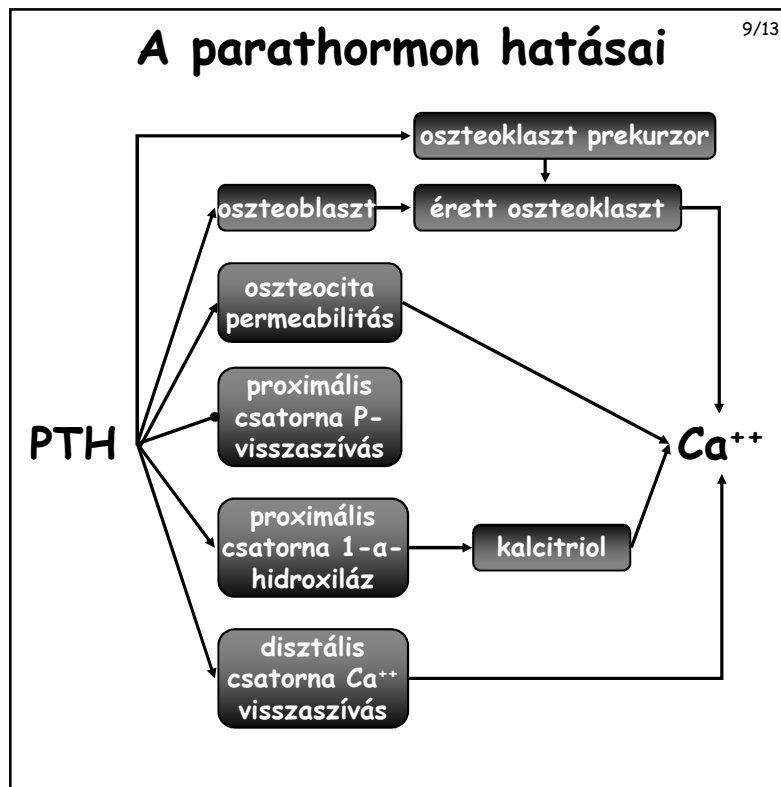 A parathormon hatásai
9/13
oszteoklaszt prekurzor
oszteoblaszt
érett oszteoklaszt
oszteocita
permeabilitás
proximális
csatorna P-
visszaszívás
PTH
Ca⁺⁺
proximális
csatorna 1-α-
hidroxiláz
kalcitriol
disztális
csatorna Ca⁺⁺
visszaszívás